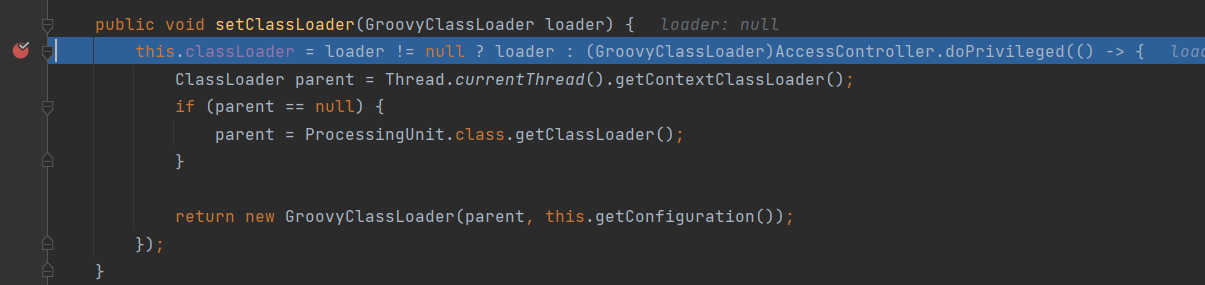 public void setClassLoader(GroovyClassLoader loader) {   loader: null
this.classLoader = loader != null ? loader : (GroovyClassLoader)AccessController.doPrivileged(() -> {
ClassLoader parent = Thread.currentThread().getContextClassLoader();
if (parent == null) {
parent = ProcessingUnit.class.getClassLoader();
}
return new GroovyClassLoader(parent, this.getConfiguration());
});
}